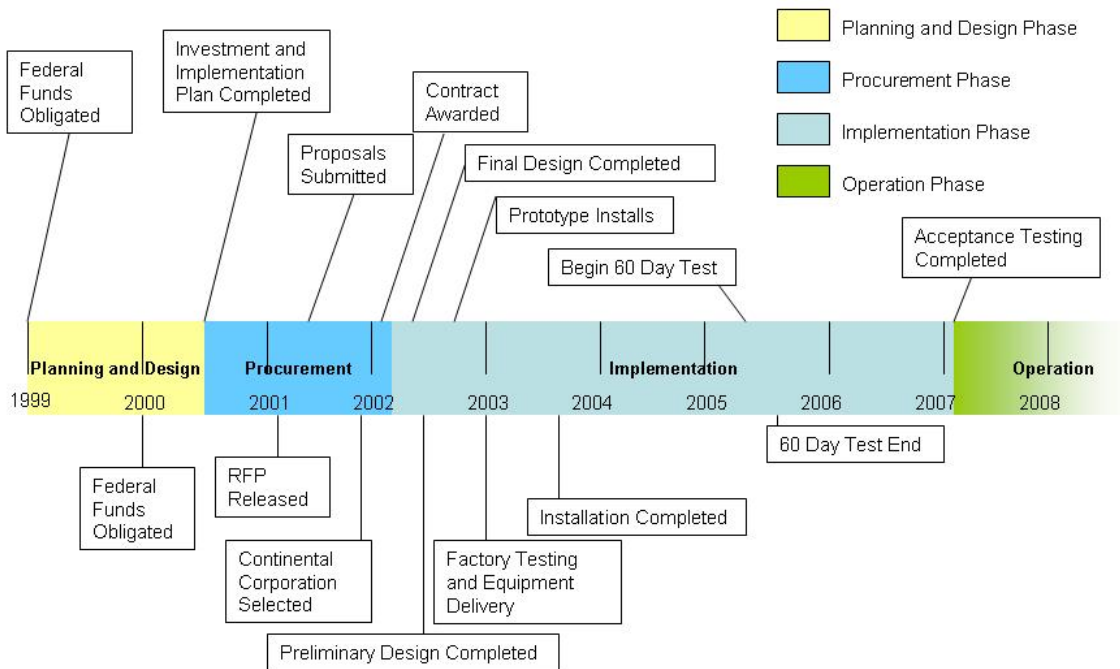 Planning and Design Phase
Procurement Phase
Implementation Phase
Operation Phase
Federal
Funds
Obligated
Investment and
Implementation
Plan Completed
Proposals
Submitted
Contract
Awarded
Final Design Completed
Prototype Installs
Begin 60 Day Test
Acceptance Testing
Completed
Planning and Design
Procurement
Implementation
Operation
1999
2000
2001
2002
2003
2004
2005
2006
2007
2008
Federal
Funds
Obligated
RFP
Released
Continental
Corporation
Selected
Preliminary Design Completed
Factory Testing
and Equipment
Delivery
Installation Completed
60 Day Test End